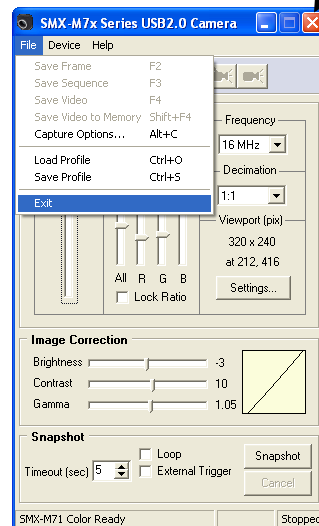 SMX-M7x Series USB2.0 Camera
File Device Help
Save Frame F2
Save Sequence F3
Save Video F4
Save Video to Memory Shift+F4
Capture Options... Alt+C
Load Profile Ctrl+O
Save Profile Ctrl+S
Exit
Frequency
16 MHz
Decimation
1:1
Viewport (pix)
320 x 240
at 212, 416
Settings...
All R G B
Lock Ratio
Image Correction
Brightness -3
Contrast 10
Gamma 1.05
Snapshot
Timeout (sec) 5
Loop
External Trigger
Snapshot
Cancel
SMX-M71 Color Ready
Stopped